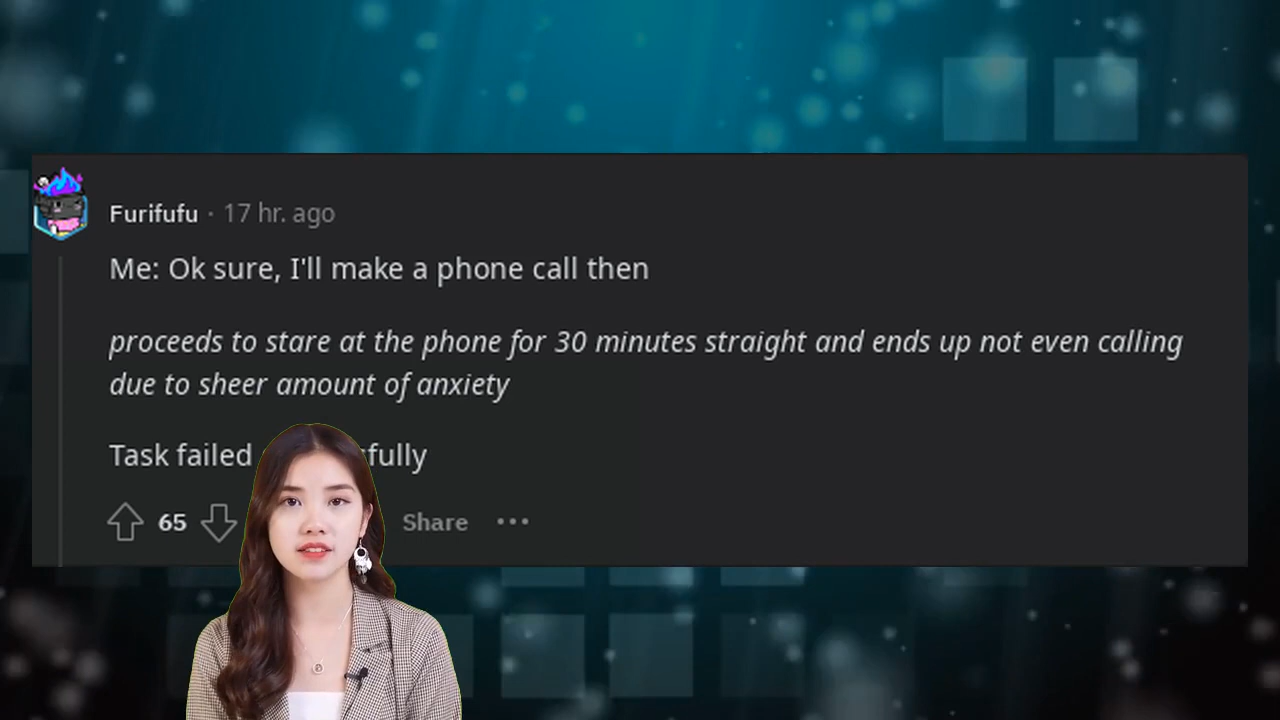 Furifufu · 17 hr. ago
Me: Ok sure, I'll make a phone call then
proceeds to stare at the phone for 30 minutes straight and ends up not even calling
due to sheer amount of anxiety
Task failed
65 Share